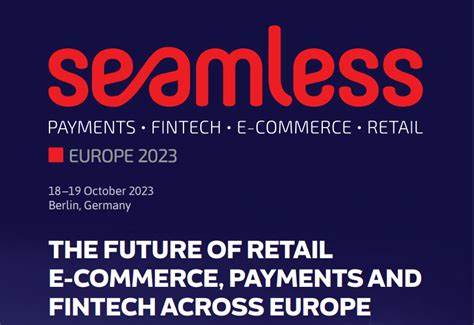 seamless
PAYMENTS • FINTECH • E-COMMERCE • RETAIL
EUROPE 2023
18–19 October 2023
Berlin, Germany
THE FUTURE OF RETAIL
E-COMMERCE, PAYMENTS AND
FINTECH ACROSS EUROPE